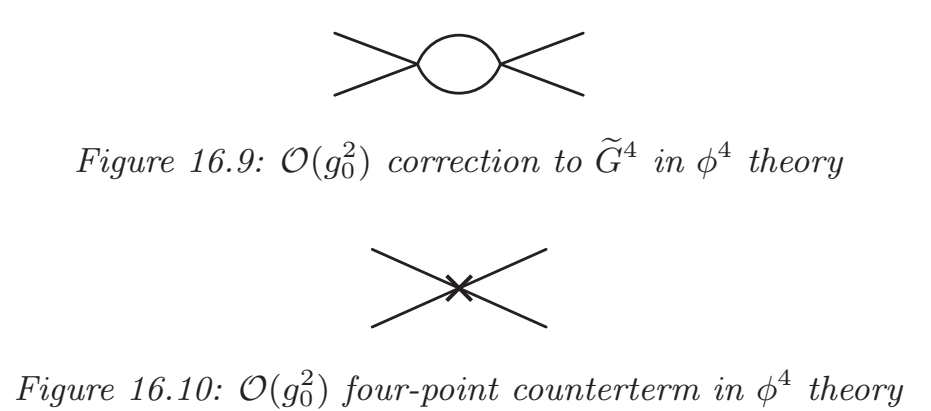 Figure 16.9: $\mathcal{O}(g_0^2)$ correction to $\widetilde{G}^4$ in $\phi^4$ theory
Figure 16.10: $\mathcal{O}(g_0^2)$ four-point counterterm in $\phi^4$ theory